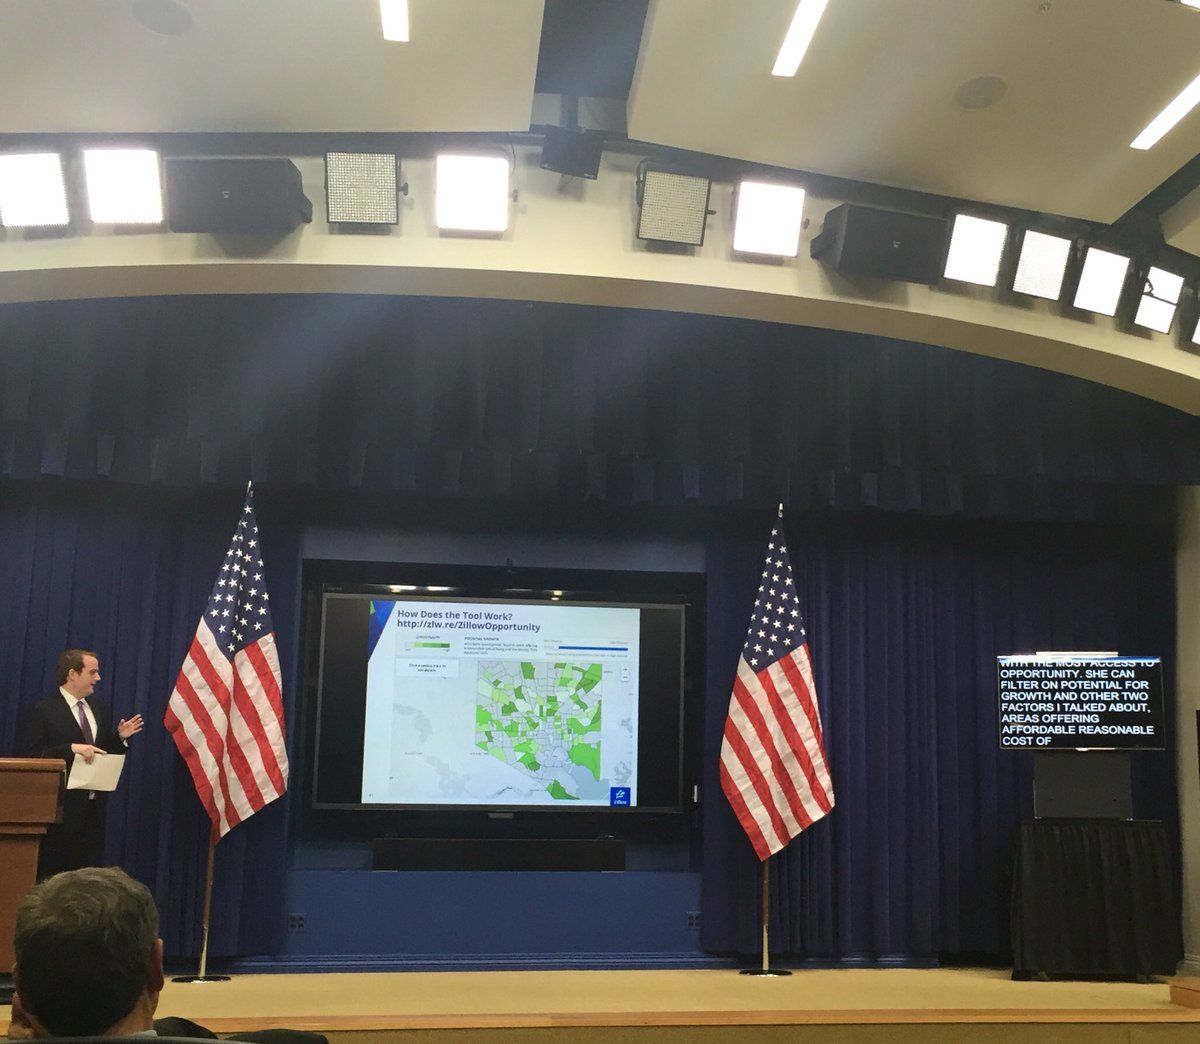 How Does the Tool Work?
http://zlw.re/ZillowOpportunity
OPPORTUNITY
POTENTIAL GROWTH
Zillow
WITH THE MOST ACCESS TO
OPPORTUNITY. SHE CAN
FILTER ON POTENTIAL FOR
GROWTH AND OTHER TWO
FACTORS I TALKED ABOUT,
AREAS OFFERING
AFFORDABLE REASONABLE
COST OF